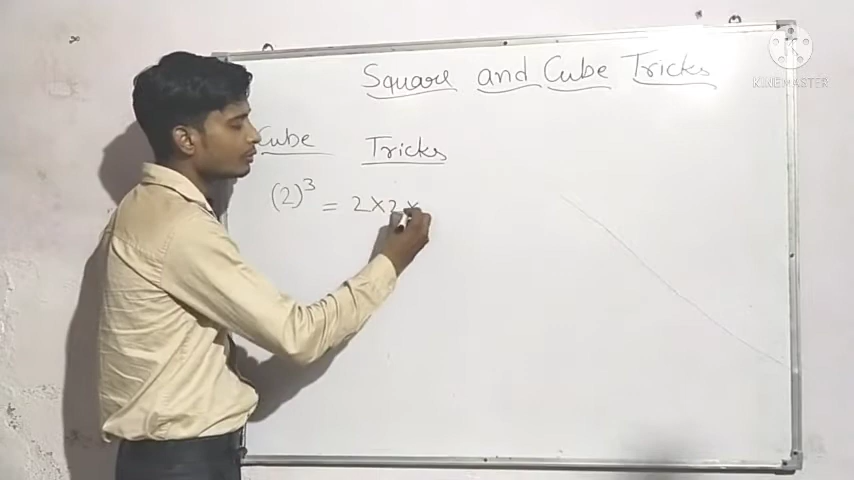 Square and Cube Tricks
Cube Tricks
(2)³ = 2×2×
KINEMASTER